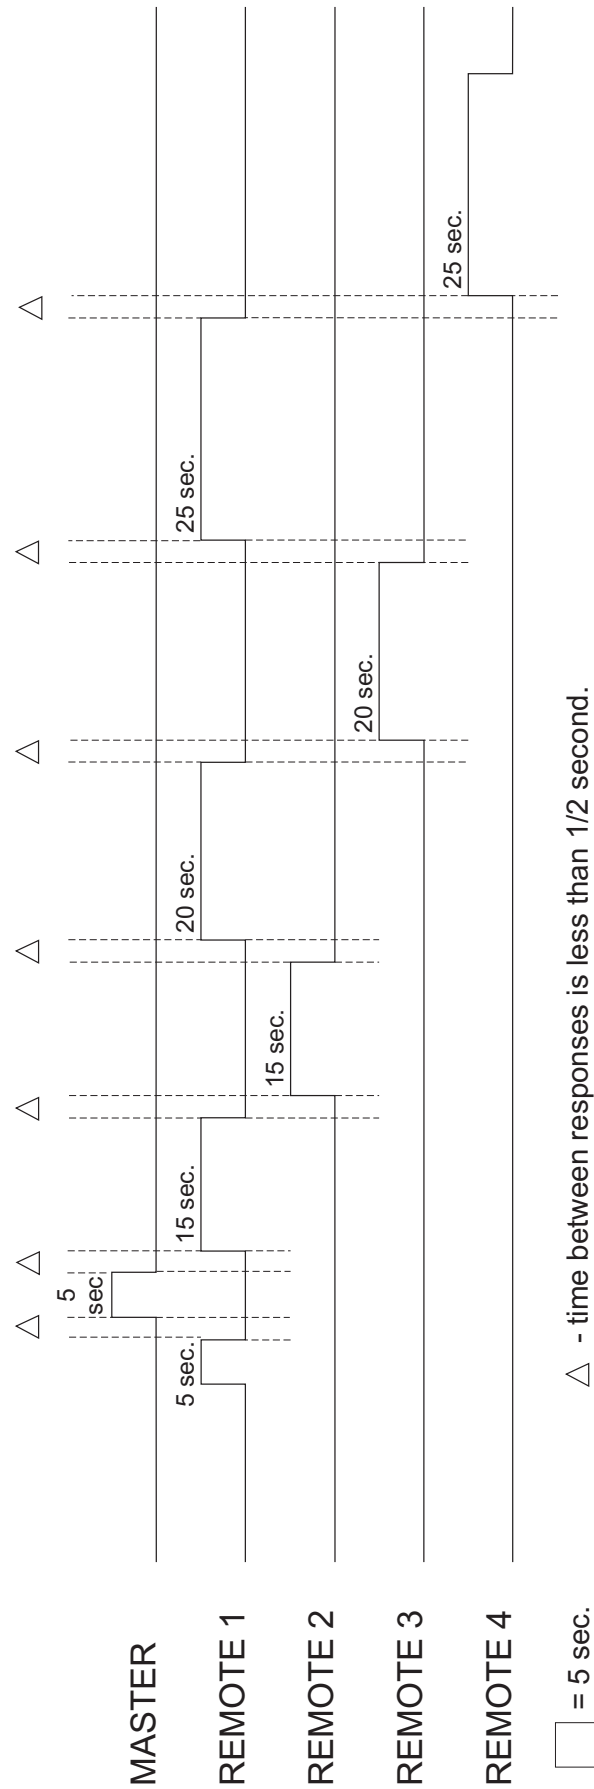 △ △ △ △ △ △ △
MASTER
5
sec
REMOTE 1
5 sec.
15 sec.
20 sec.
25 sec.
REMOTE 2
15 sec.
REMOTE 3
20 sec.
REMOTE 4
25 sec.
= 5 sec.
△ - time between responses is less than 1/2 second.